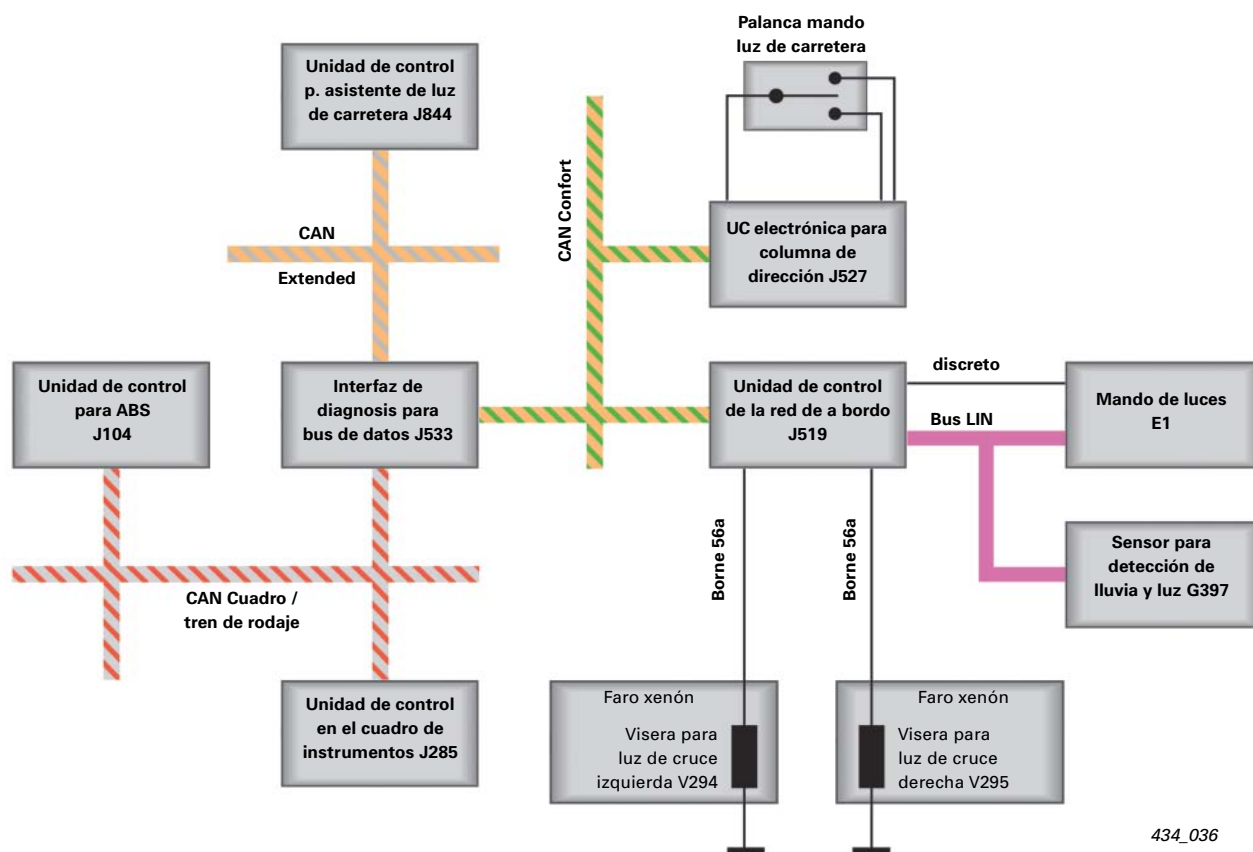 Palanca mando
luz de carretera
Unidad de control
p. asistente de luz
de carretera J844
CAN
Extended
CAN Confort
UC electrónica para
columna de
dirección J527
Unidad de control
para ABS
J104
Interfaz de
diagnosis para
bus de datos J533
Unidad de control
de la red de a bordo
J519
discreto
Bus LIN
Mando de luces
E1
Sensor para
detección de
lluvia y luz G397
CAN Cuadro /
tren de rodaje
Unidad de control
en el cuadro de
instrumentos J285
Borne 56a
Borne 56a
Faro xenón
Visera para
luz de cruce
izquierda V294
Faro xenón
Visera para
luz de cruce
derecha V295
434_036